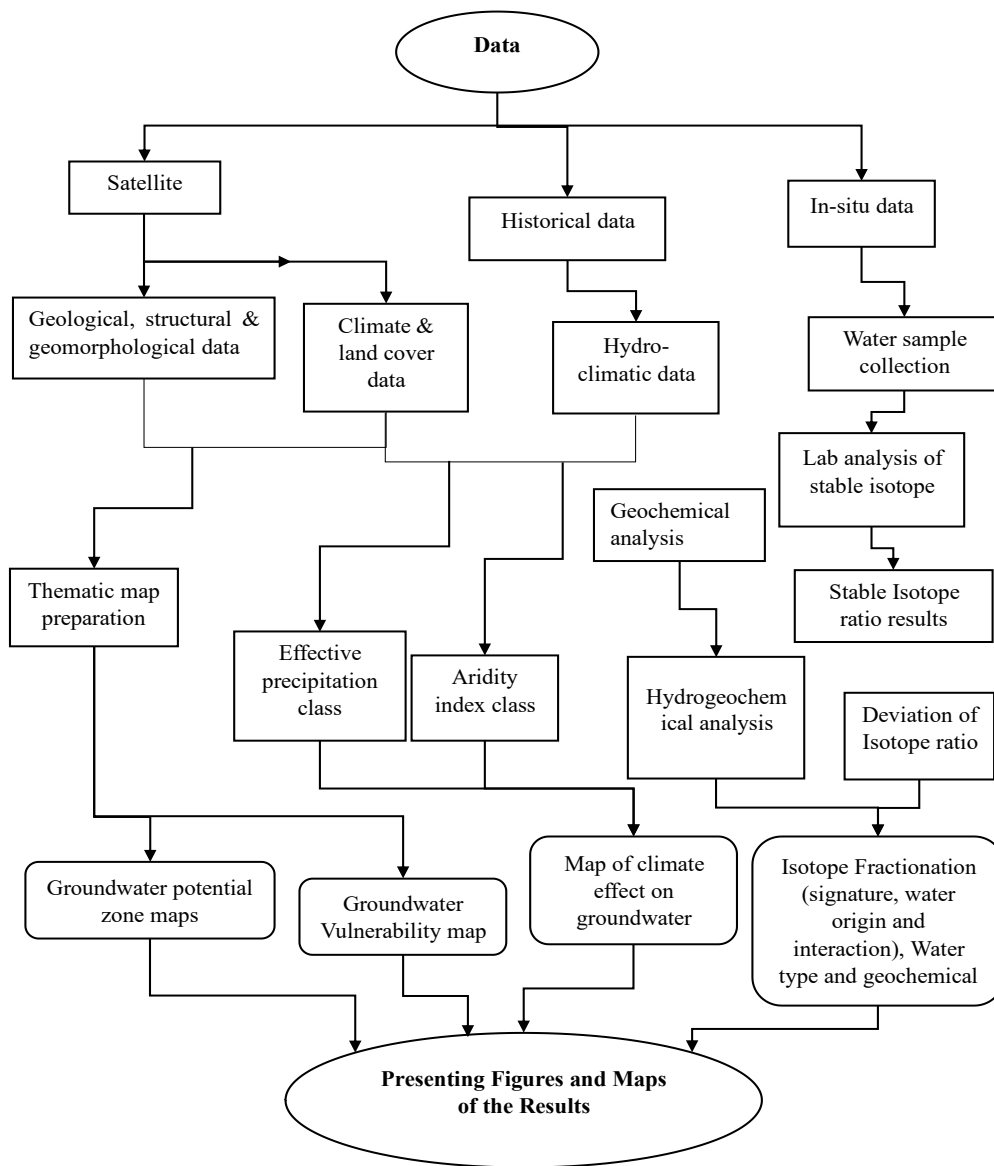 Data
Satellite
Historical data
In-situ data
Geological, structural &
geomorphological data
Climate &
land cover
data
Hydro-
climatic data
Water sample
collection
Lab analysis of
stable isotope
Geochemical
analysis
Thematic map
preparation
Stable Isotope
ratio results
Effective
precipitation
class
Aridity
index class
Hydrogeochem
ical analysis
Deviation of
Isotope ratio
Groundwater potential
zone maps
Groundwater
Vulnerability map
Map of climate
effect on
groundwater
Isotope Fractionation
(signature, water
origin and
interaction), Water
type and geochemical
Presenting Figures and Maps
of the Results